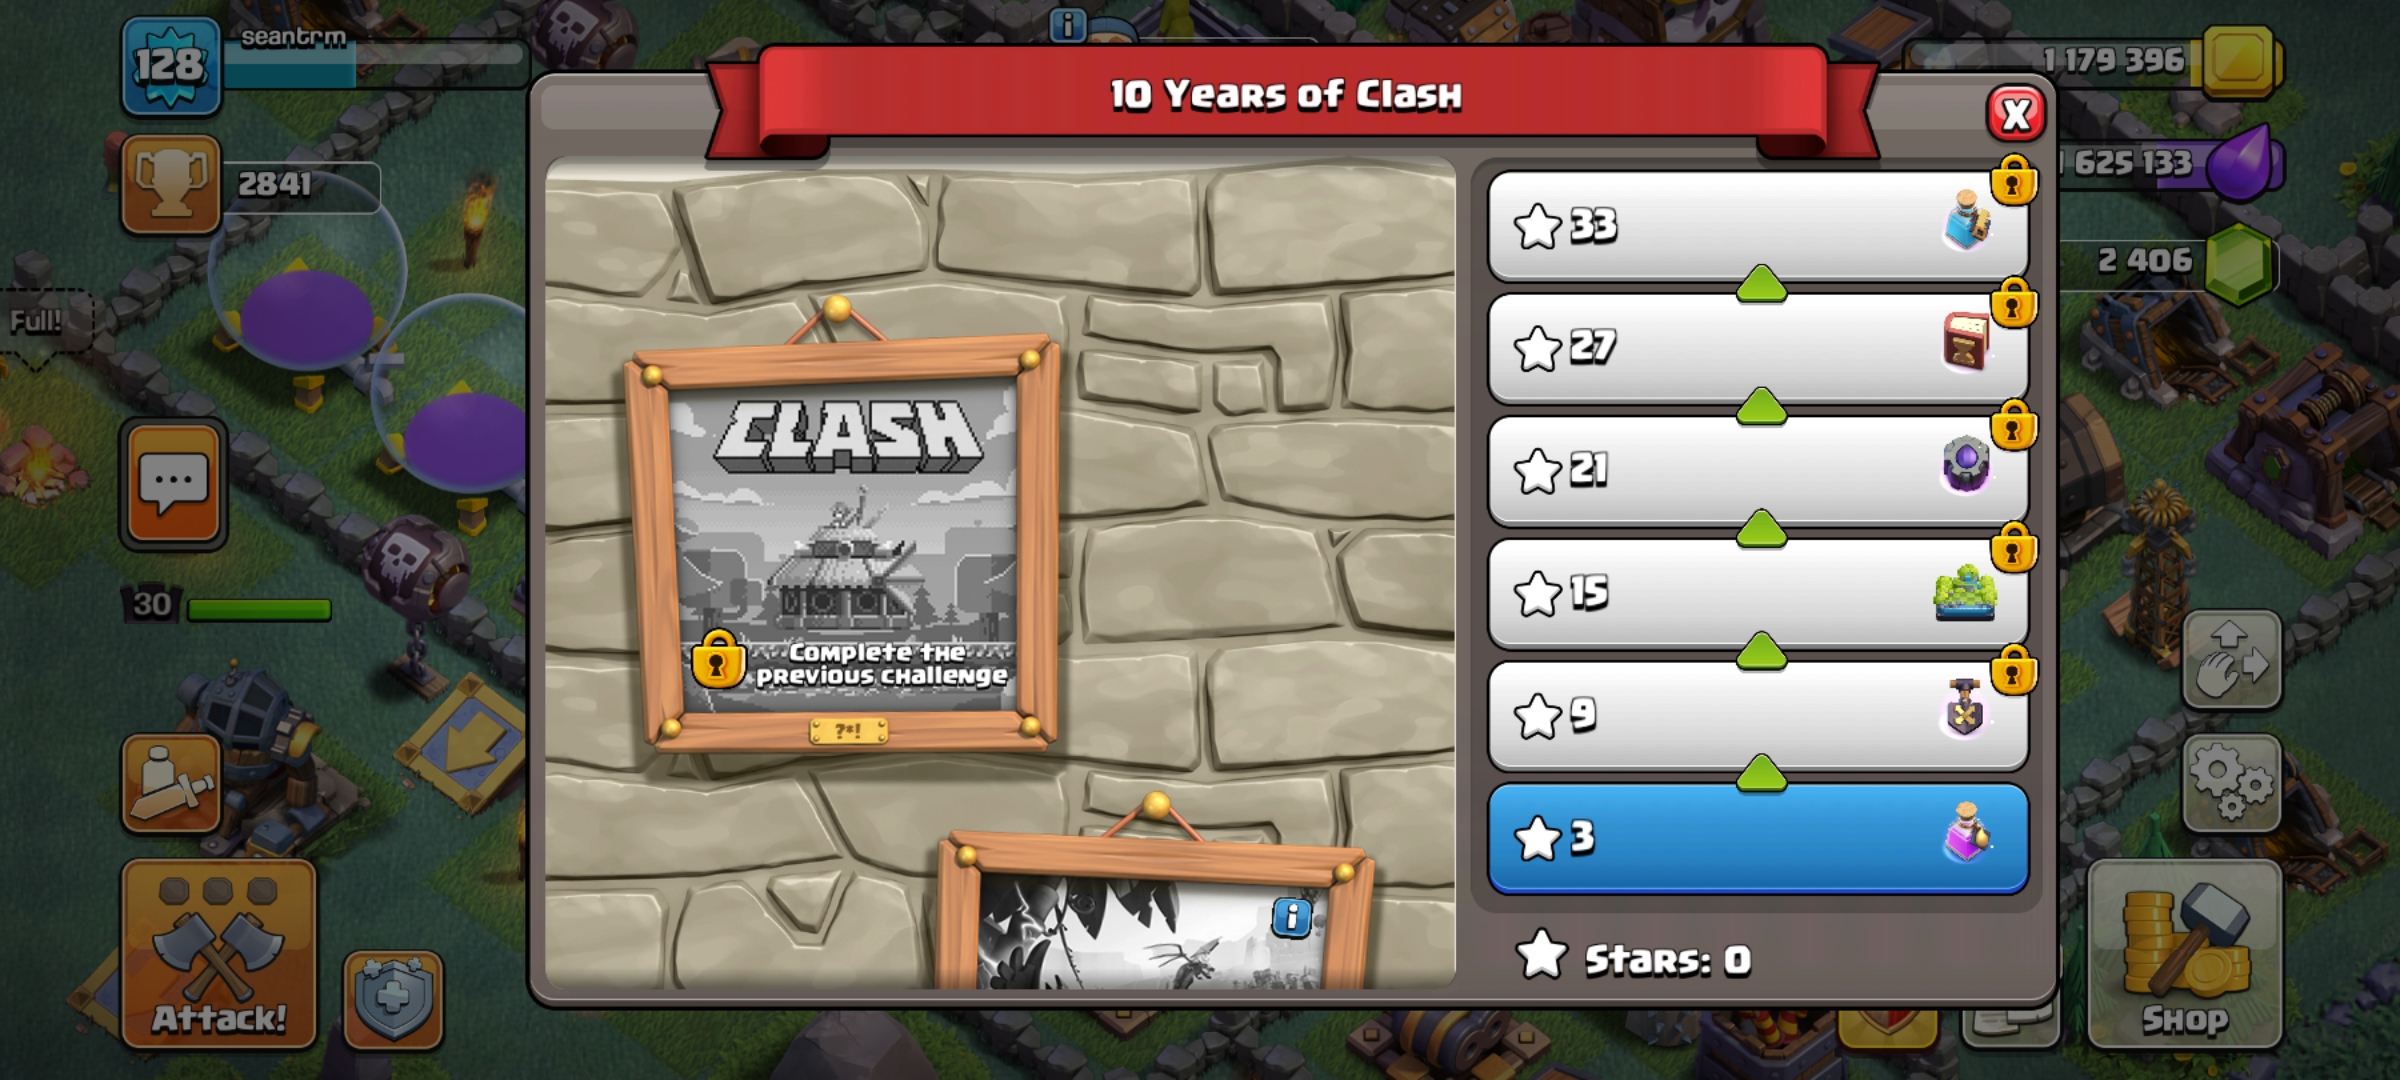 128
seantrm
10 Years of Clash
X
1 179 396
2841
625 133
2 406
Full!
33
27
21
15
9
3
CLASH
Complete the
previous challenge
?*!
30
i
i
Stars: 0
Attack!
Shop